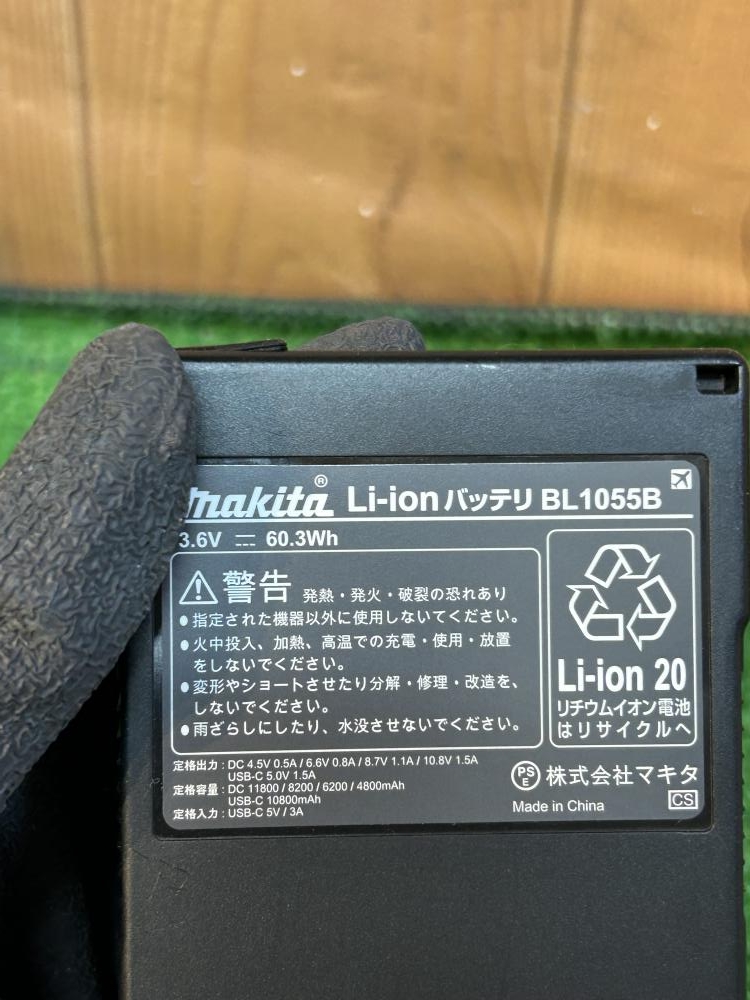 makita® Li-ion バッテリ BL1055B
3.6V ⎓ 60.3Wh
⚠ 警告 発熱・発火・破裂の恐れあり
●指定された機器以外に使用しないてください。
●火中投入、加熱、高温での充電・使用・放置
をしないでください。
●変形やショートさせたり分解・修理・改造を、
しないでください。
●雨ざらしにしたり、水没させないでください。
Li-ion 20
リチウムイオン電池
はリサイクルへ
定格出力 : DC 4.5V 0.5A / 6.6V 0.8A / 8.7V 1.1A / 10.8V 1.5A
USB-C 5.0V 1.5A
定格容量 : DC 11800 / 8200 / 6200 / 4800mAh
USB-C 10800mAh
定格入力 : USB-C 5V / 3A
PS
E 株式会社マキタ
Made in China
CS